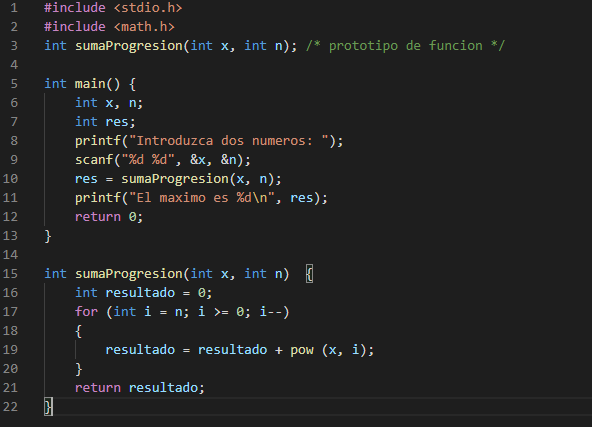 1 #include <stdio.h>
2 #include <math.h>
3 int sumaProgresion(int x, int n); /* prototipo de funcion */
4
5 int main() {
6     int x, n;
7     int res;
8     printf("Introduzca dos numeros: ");
9     scanf("%d %d", &x, &n);
10     res = sumaProgresion(x, n);
11     printf("El maximo es %d\n", res);
12     return 0;
13 }
14
15 int sumaProgresion(int x, int n)  {
16     int resultado = 0;
17     for (int i = n; i >= 0; i--)
18     {
19         resultado = resultado + pow (x, i);
20     }
21     return resultado;
22 }